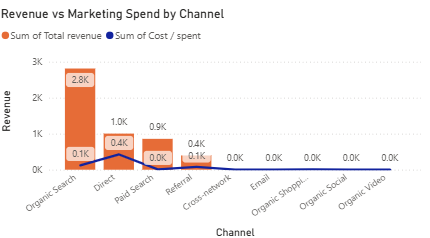 Revenue vs Marketing Spend by Channel
Sum of Total revenue Sum of Cost / spent
3K
2.8K
2K
Revenue
1.0K
0.9K
1K
0.4K
0.4K
0.1K
0.0K
0.1K
0.0K
0.0K
0.0K
0.0K
0.0K
0K
Organic Search
Direct
Paid Search
Referral
Cross-network
Email
Organic Shoppi...
Organic Social
Organic Video
Channel